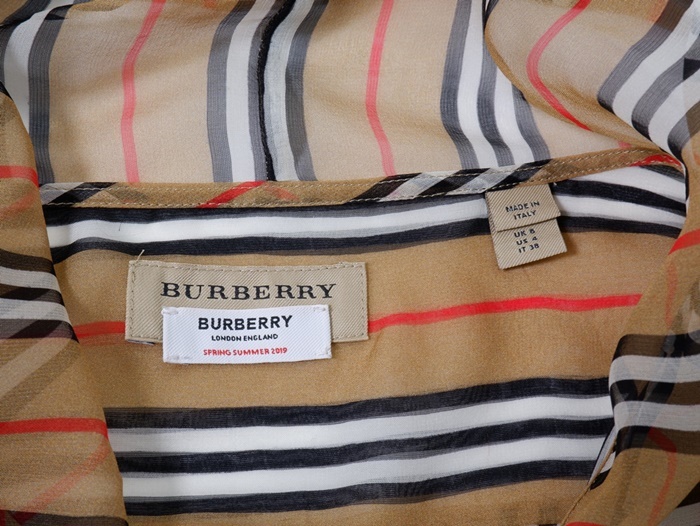 BURBERRY
BURBERRY
LONDON ENGLAND
SPRING SUMMER 2019
MADE IN
ITALY
UK 6
US 4
IT 38